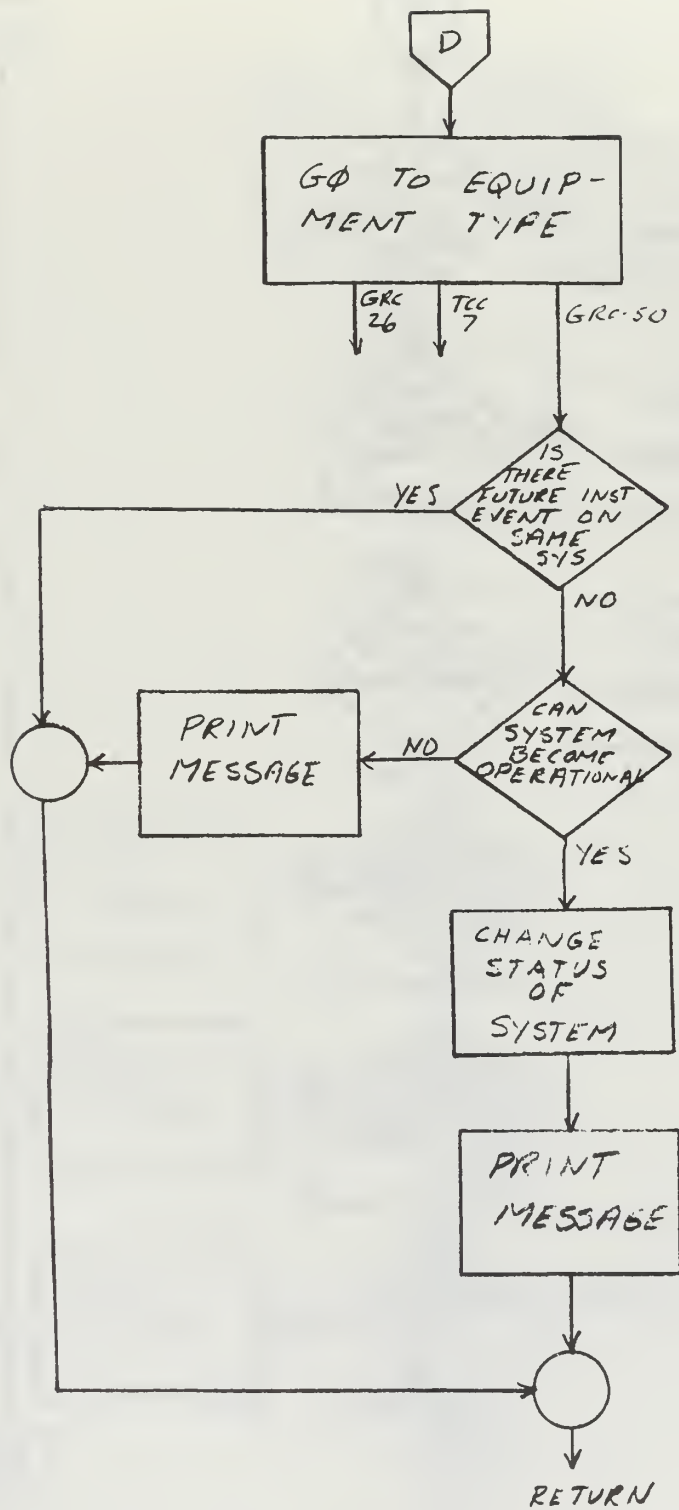 D
GØ TO EQUIP-
MENT TYPE
GRC
26
TCC
7
GRC-50
IS
THERE
FUTURE INST
EVENT ON
SAME
SYS
YES
NO
CAN
SYSTEM
BECOME
OPERATIONAL
NO
PRINT
MESSAGE
YES
CHANGE
STATUS
OF
SYSTEM
PRINT
MESSAGE
RETURN